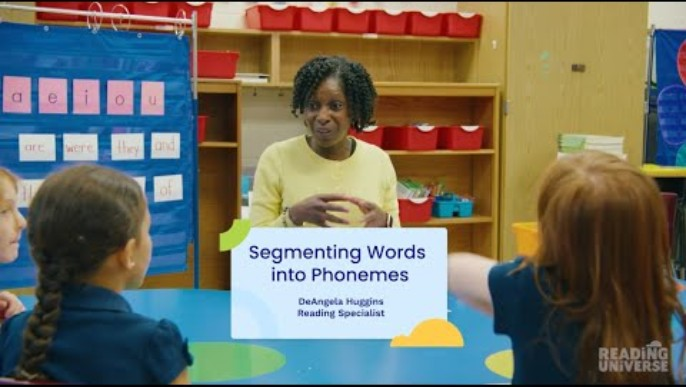 a e i o u
are were they and
of
Segmenting Words
into Phonemes
DeAngela Huggins
Reading Specialist
READING
UNIVERSE